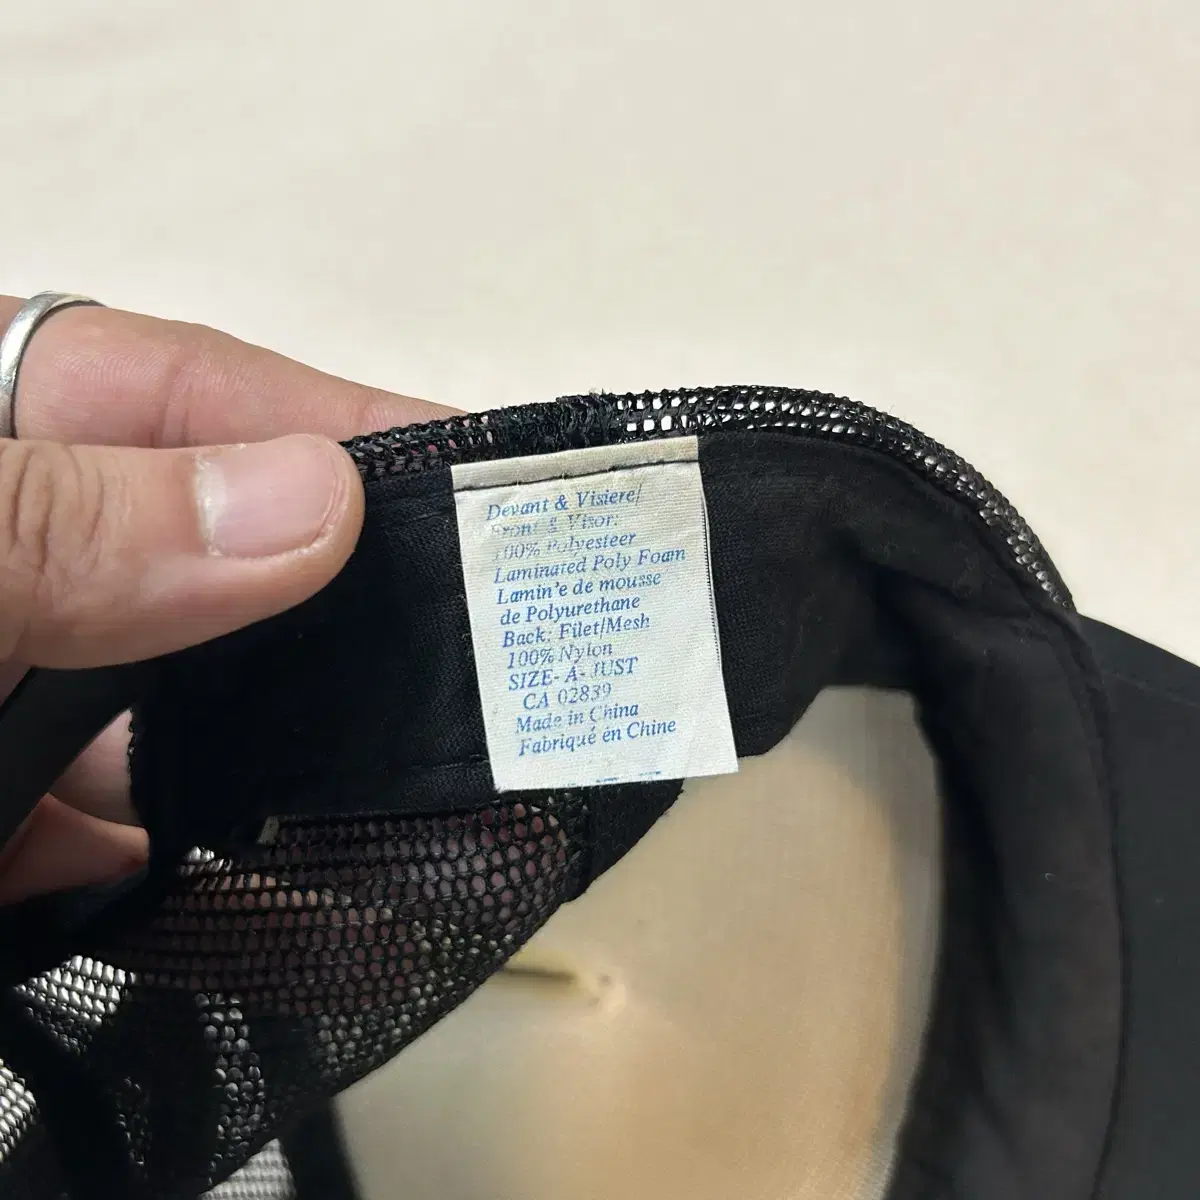 Devant & Visiere/
Front & Visor:
100% Polyesteer
Laminated Poly Foam
Lamin'e de mousse
de Polyurethane
Back: Filet/Mesh
100% Nylon
SIZE- A- JUST
CA 02839
Made in China
Fabriqué en Chine